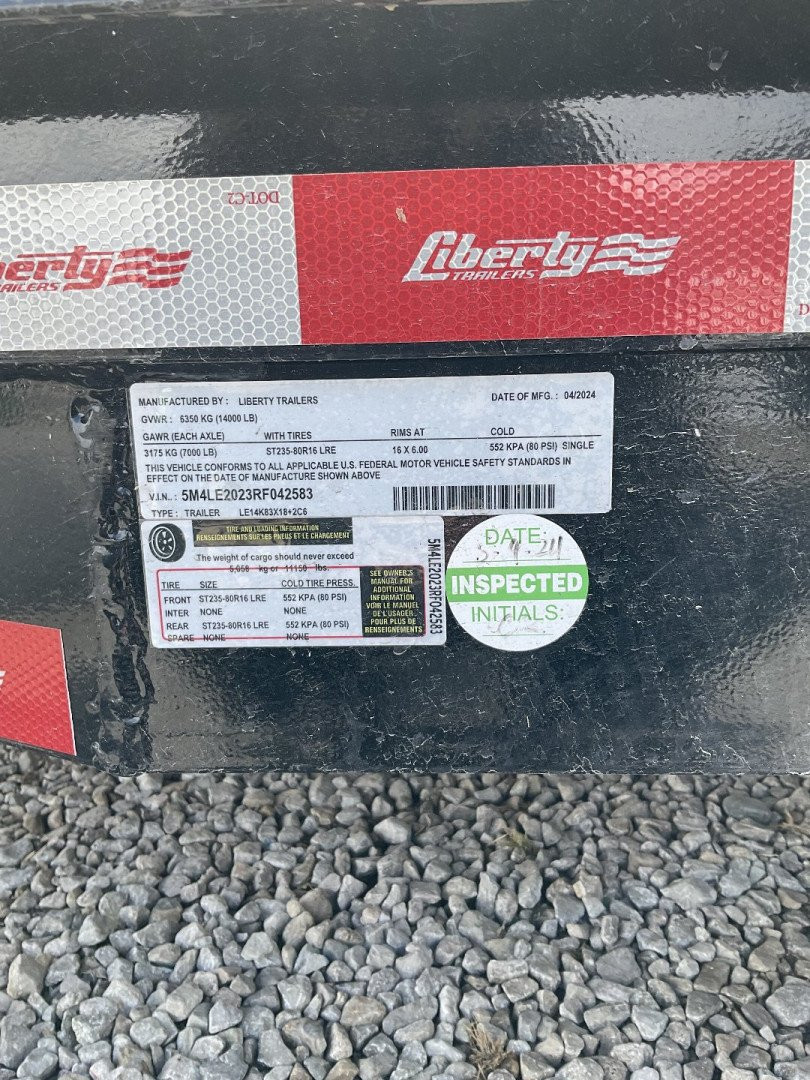 DOT-C2
Liberty
TRAILERS
Liberty
TRAILERS
MANUFACTURED BY: LIBERTY TRAILERS DATE OF MFG.: 04/2024
GVWR: 6350 KG (14000 LB)
GAWR (EACH AXLE) WITH TIRES RIMS AT COLD
3175 KG (7000 LB) ST235-80R16 LRE 16 X 6.00 552 KPA (80 PSI) SINGLE
THIS VEHICLE CONFORMS TO ALL APPLICABLE U.S. FEDERAL MOTOR VEHICLE SAFETY STANDARDS IN
EFFECT ON THE DATE OF MANUFACTURE SHOWN ABOVE
V.I.N.: 5M4LE2023RF042583
TYPE: TRAILER LE14K83X18+2C6
TIRE AND LOADING INFORMATION
RENSEIGNEMENTS SUR LES PNEUS ET LE CHARGEMENT
The weight of cargo should never exceed
5,058 kg or 11150 lbs.
TIRE SIZE COLD TIRE PRESS.
FRONT ST235-80R16 LRE 552 KPA (80 PSI)
INTER NONE NONE
REAR ST235-80R16 LRE 552 KPA (80 PSI)
SPARE NONE NONE
SEE OWNER'S
MANUAL FOR
ADDITIONAL
INFORMATION
VOIR LE MANUEL
DE L'USAGER
POUR PLUS DE
RENSEIGNEMENTS
5M4LE2023RF042583
DATE:
INSPECTED
INITIALS: